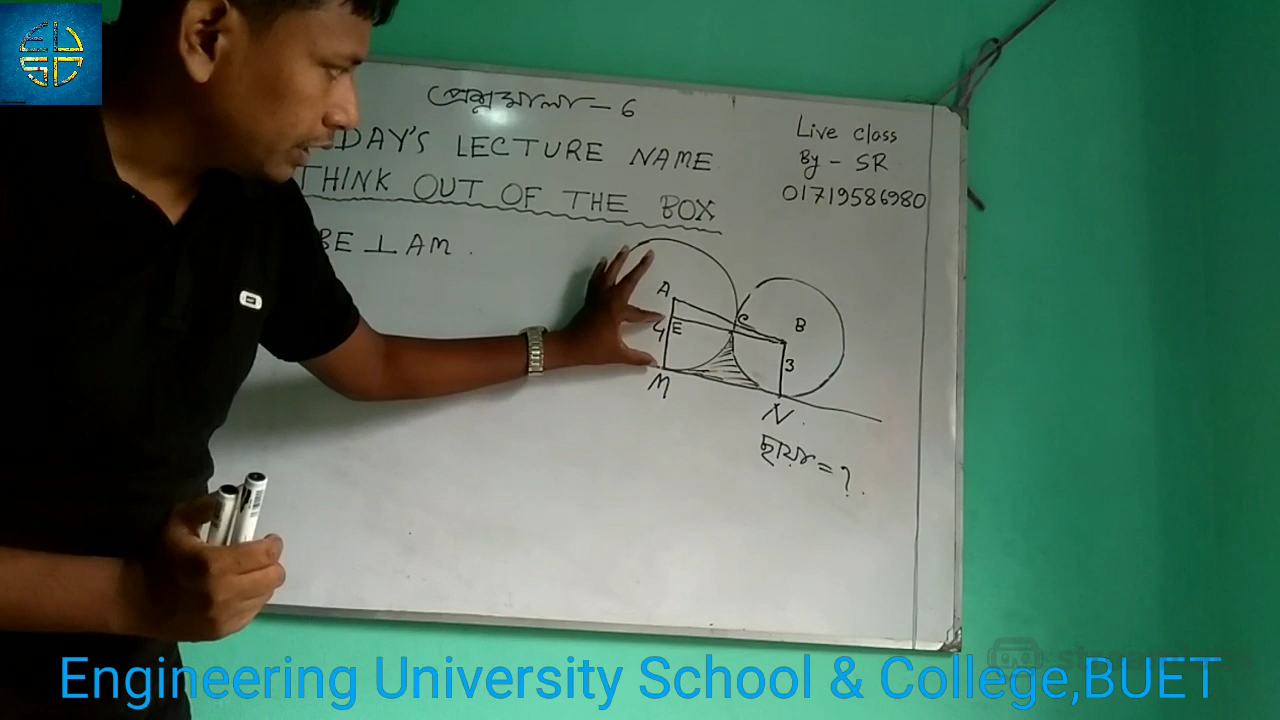 প্রশ্নমালা - 6
DAY'S LECTURE NAME
THINK OUT OF THE BOX
BE ⊥ AM .
Live class
By - SR
01719586980
A
C
B
4
E
3
M
N
ছায়া = ?
Engineering University School & College,BUET